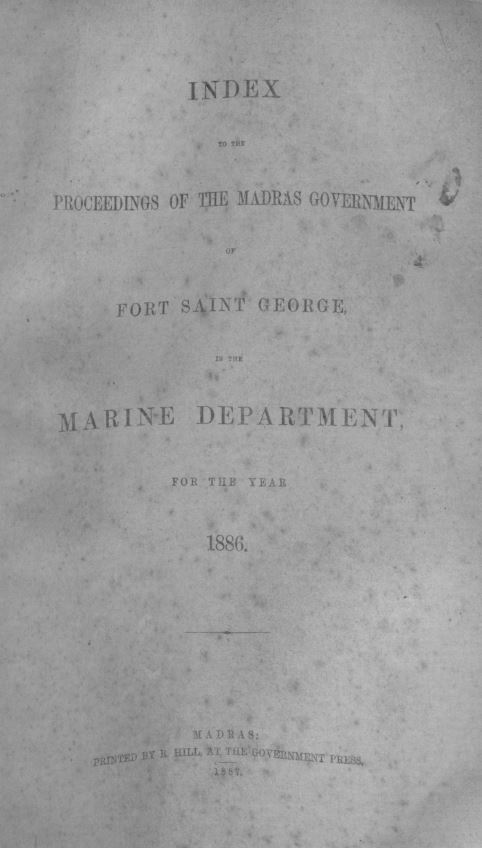 INDEX
TO THE
PROCEEDINGS OF THE MADRAS GOVERNMENT
OF
FORT SAINT GEORGE,
IN THE
MARINE DEPARTMENT,
FOR THE YEAR
1886.
MADRAS:
PRINTED BY R. HILL, AT THE GOVERNMENT PRESS.
1887.